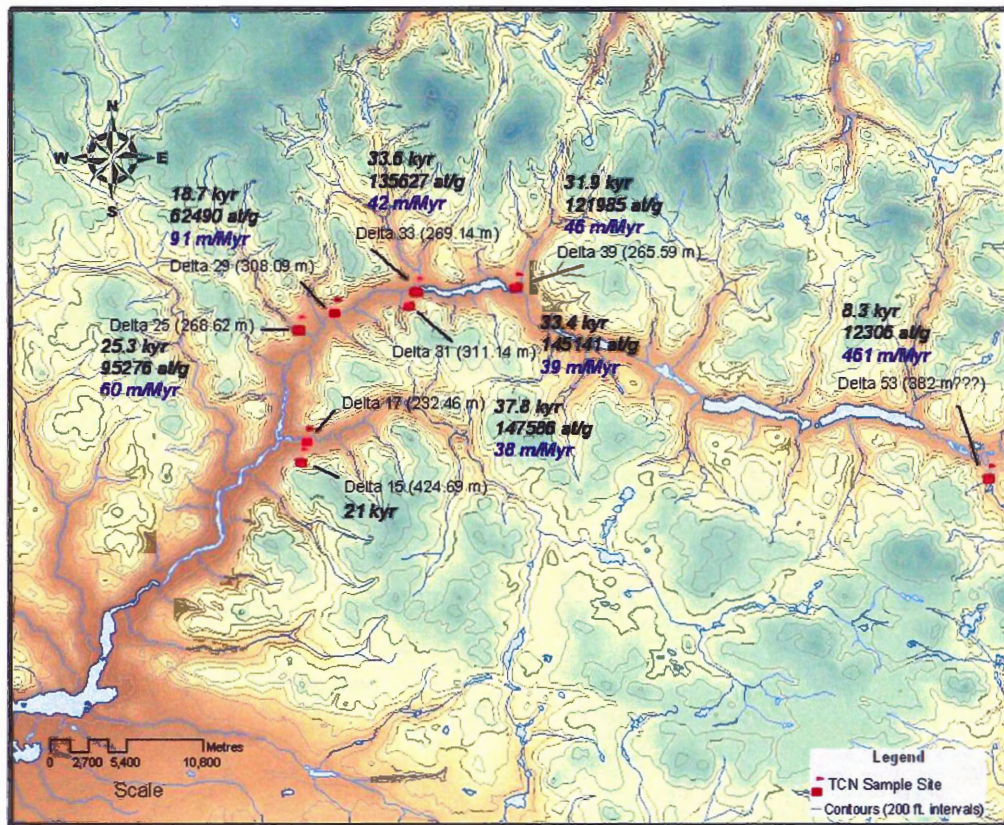 N
W
E
S
18.7 kyr
62490 at/g
91 m/Myr
Delta 29 (308.09 m)
33.6 kyr
135627 at/g
42 m/Myr
Delta 33 (269.14 m)
31.9 kyr
121985 at/g
46 m/Myr
Delta 39 (265.59 m)
Delta 25 (268.62 m)
25.3 kyr
95276 at/g
60 m/Myr
Delta 31 (311.14 m)
33.4 kyr
145141 at/g
39 m/Myr
8.3 kyr
12306 at/g
461 m/Myr
Delta 53 (382 m???)
Delta 17 (232.46 m)
37.8 kyr
147586 at/g
38 m/Myr
Delta 15 (424.69 m)
21 kyr
Metres
0 2,700 5,400 10,800
Scale
Legend
TCN Sample Site
Contours (200 ft. intervals)